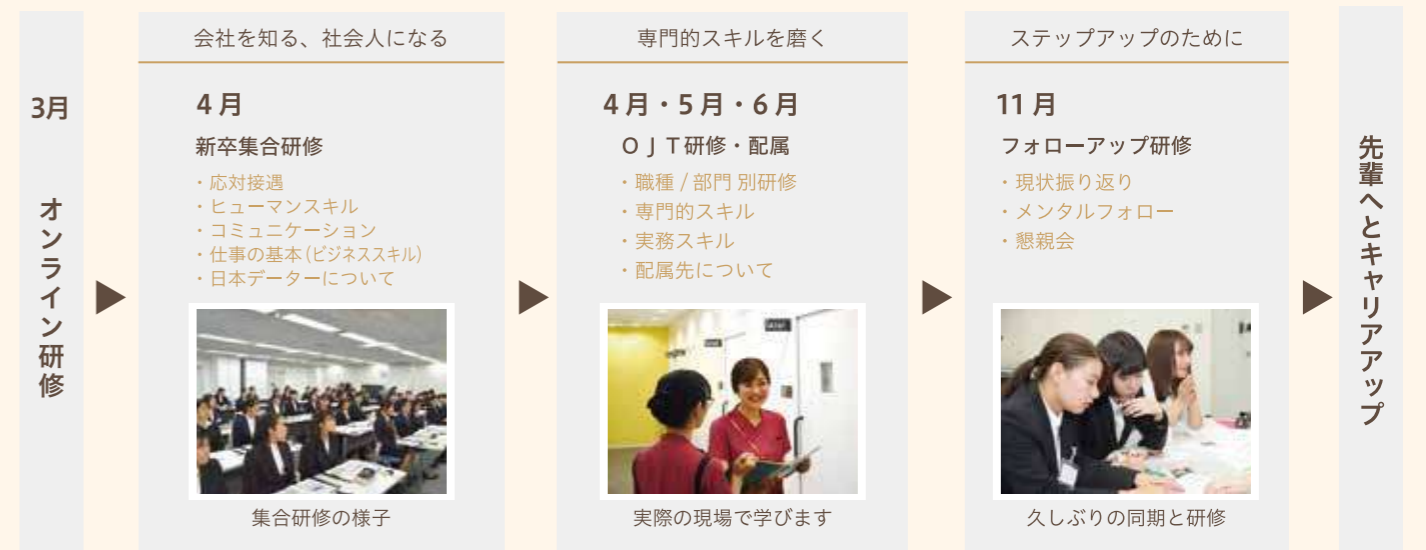 3月
オンライン研修
会社を知る、社会人になる
4月
新卒集合研修
・応対接遇
・ヒューマンスキル
・コミュニケーション
・仕事の基本(ビジネススキル)
・日本データーについて
集合研修の様子
専門的スキルを磨く
4月・5月・6月
OJT研修・配属
・職種 / 部門 別研修
・専門的スキル
・実務スキル
・配属先について
実際の現場で学びます
ステップアップのために
11月
フォローアップ研修
・現状振り返り
・メンタルフォロー
・懇親会
久しぶりの同期と研修
先輩へとキャリアアップ